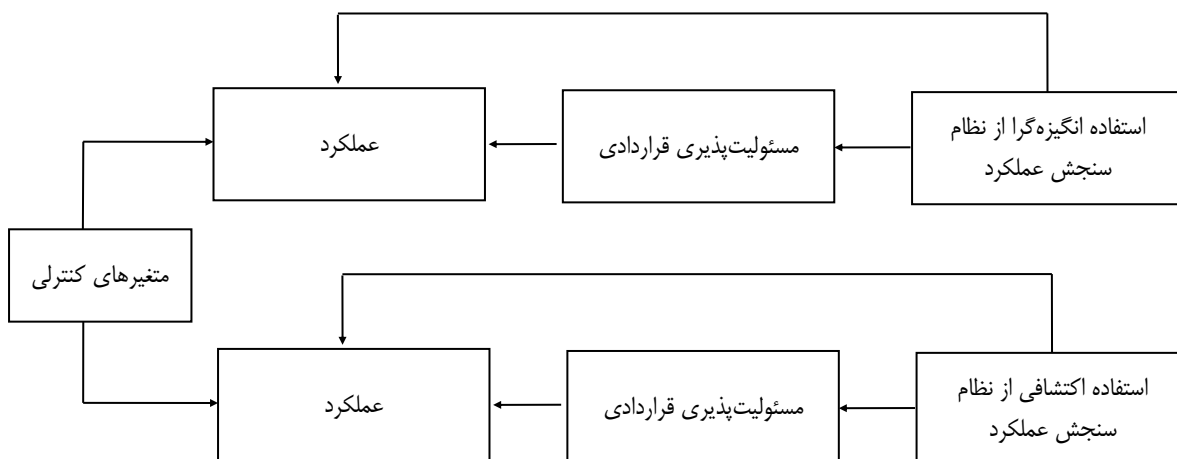 استفاده انگیزه‌گرا از نظام
سنجش عملکرد
مسئولیت‌پذیری قراردادی
عملکرد
متغیرهای کنترلی
استفاده اکتشافی از نظام
سنجش عملکرد
مسئولیت‌پذیری قراردادی
عملکرد